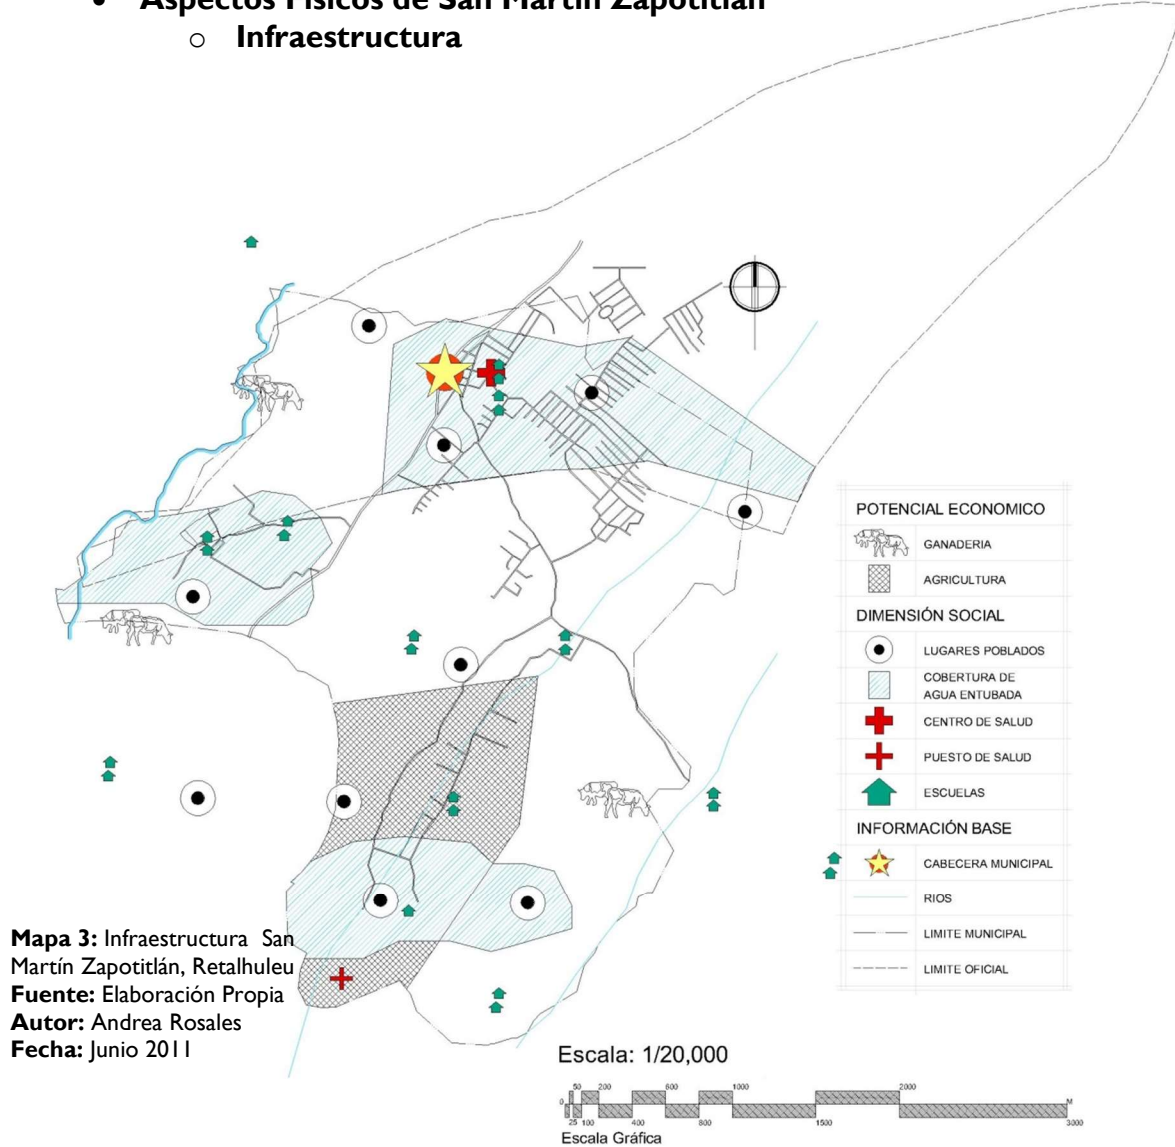 • Aspectos Físicos de San Martín Zapotitlán
o Infraestructura
POTENCIAL ECONOMICO
GANADERIA
AGRICULTURA
DIMENSIÓN SOCIAL
LUGARES POBLADOS
COBERTURA DE
AGUA ENTUBADA
CENTRO DE SALUD
PUESTO DE SALUD
ESCUELAS
INFORMACIÓN BASE
CABECERA MUNICIPAL
RIOS
LIMITE MUNICIPAL
LIMITE OFICIAL
Mapa 3: Infraestructura San
Martín Zapotitlán, Retalhuleu
Fuente: Elaboración Propia
Autor: Andrea Rosales
Fecha: Junio 2011
Escala: 1/20,000
50 200 600 1000 2000
0 M
25 100 400 800 1500 3000
Escala Gráfica